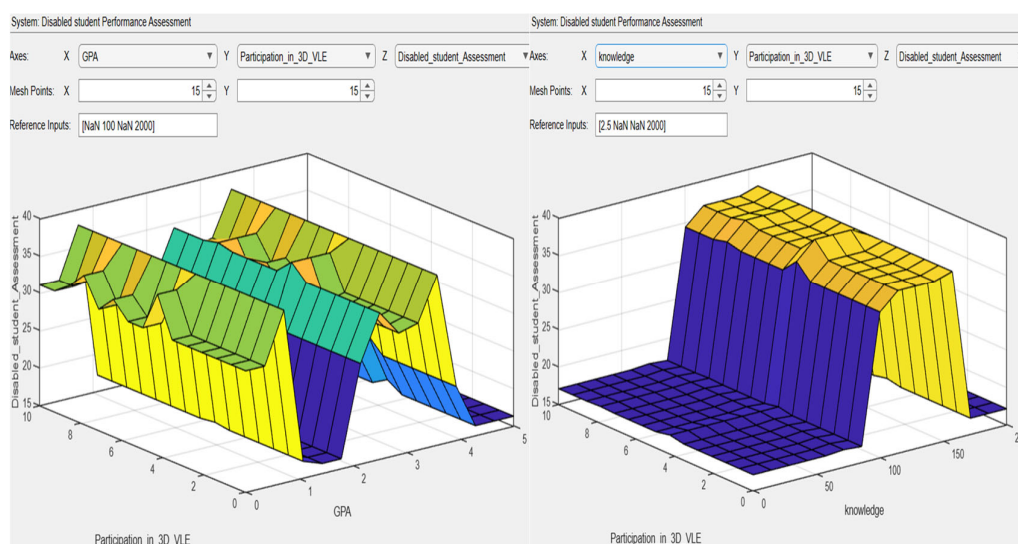 System: Disabled student Performance Assessment
Axes: X GPA Y Participation_in_3D_VLE Z Disabled_student_Assessment
Mesh Points: X 15 Y 15
Reference Inputs: [NaN 100 NaN 2000]
40
35
30
25
20
15
Disabled_student_Assessment
10
8
6
4
2
0
0
1
2
3
4
5
GPA
Participation_in_3D_VLE
System: Disabled student Performance Assessment
Axes: X knowledge Y Participation_in_3D_VLE Z Disabled_student_Assessment
Mesh Points: X 15 Y 15
Reference Inputs: [2.5 NaN NaN 2000]
40
35
30
25
20
15
Disabled_student_Assessment
10
8
6
4
2
0
0
50
100
150
2
knowledge
Participation_in_3D_VLE